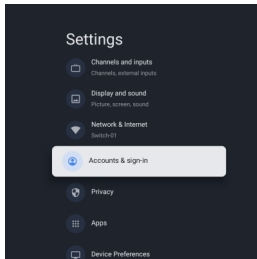 Settings
Channels and inputs
Channels, external inputs
Display and sound
Picture, screen, sound
Network & Internet
Switch-01
Accounts & sign-in
Privacy
Apps
Device Preferences